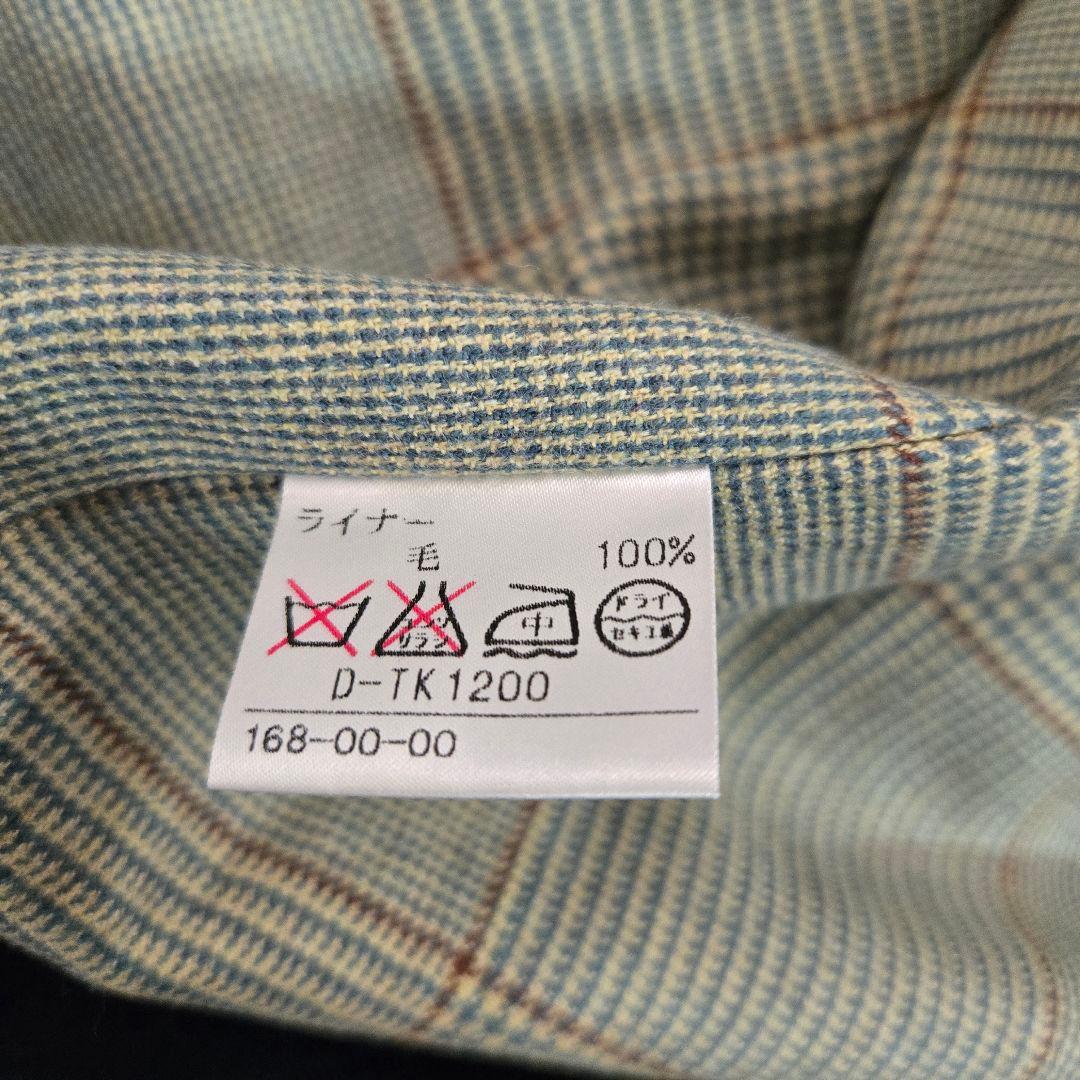 ライナー
毛 100%
中 ドライ
セキユ系
D-TK1200
168-00-00